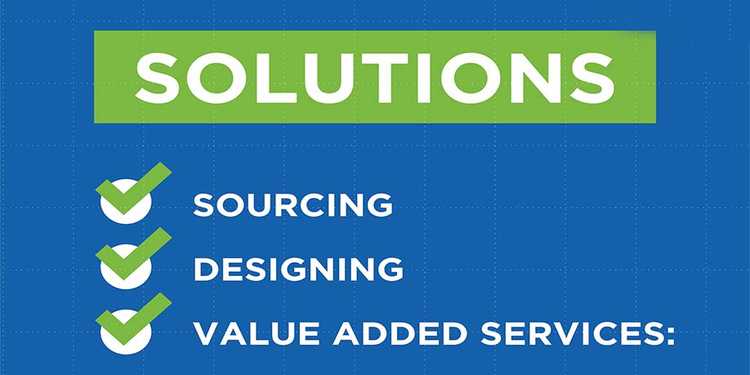 SOLUTIONS
SOURCING
DESIGNING
VALUE ADDED SERVICES: